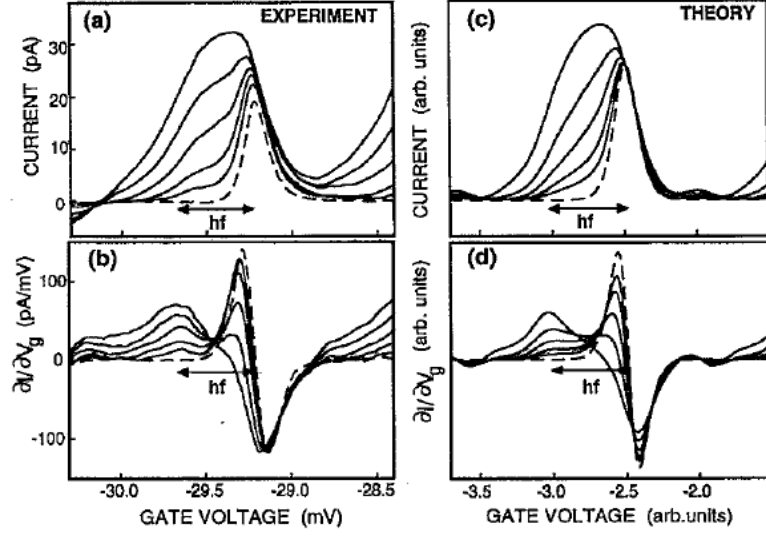 (a) EXPERIMENT
CURRENT (pA)
30
20
10
0
hf
(c) THEORY
CURRENT (arb. units)
hf
(b)
∂I/∂Vg (pA/mV)
100
0
-100
hf
-30.0 -29.5 -29.0 -28.5
GATE VOLTAGE (mV)
(d)
∂I/∂Vg (arb. units)
hf
-3.5 -3.0 -2.5 -2.0
GATE VOLTAGE (arb.units)